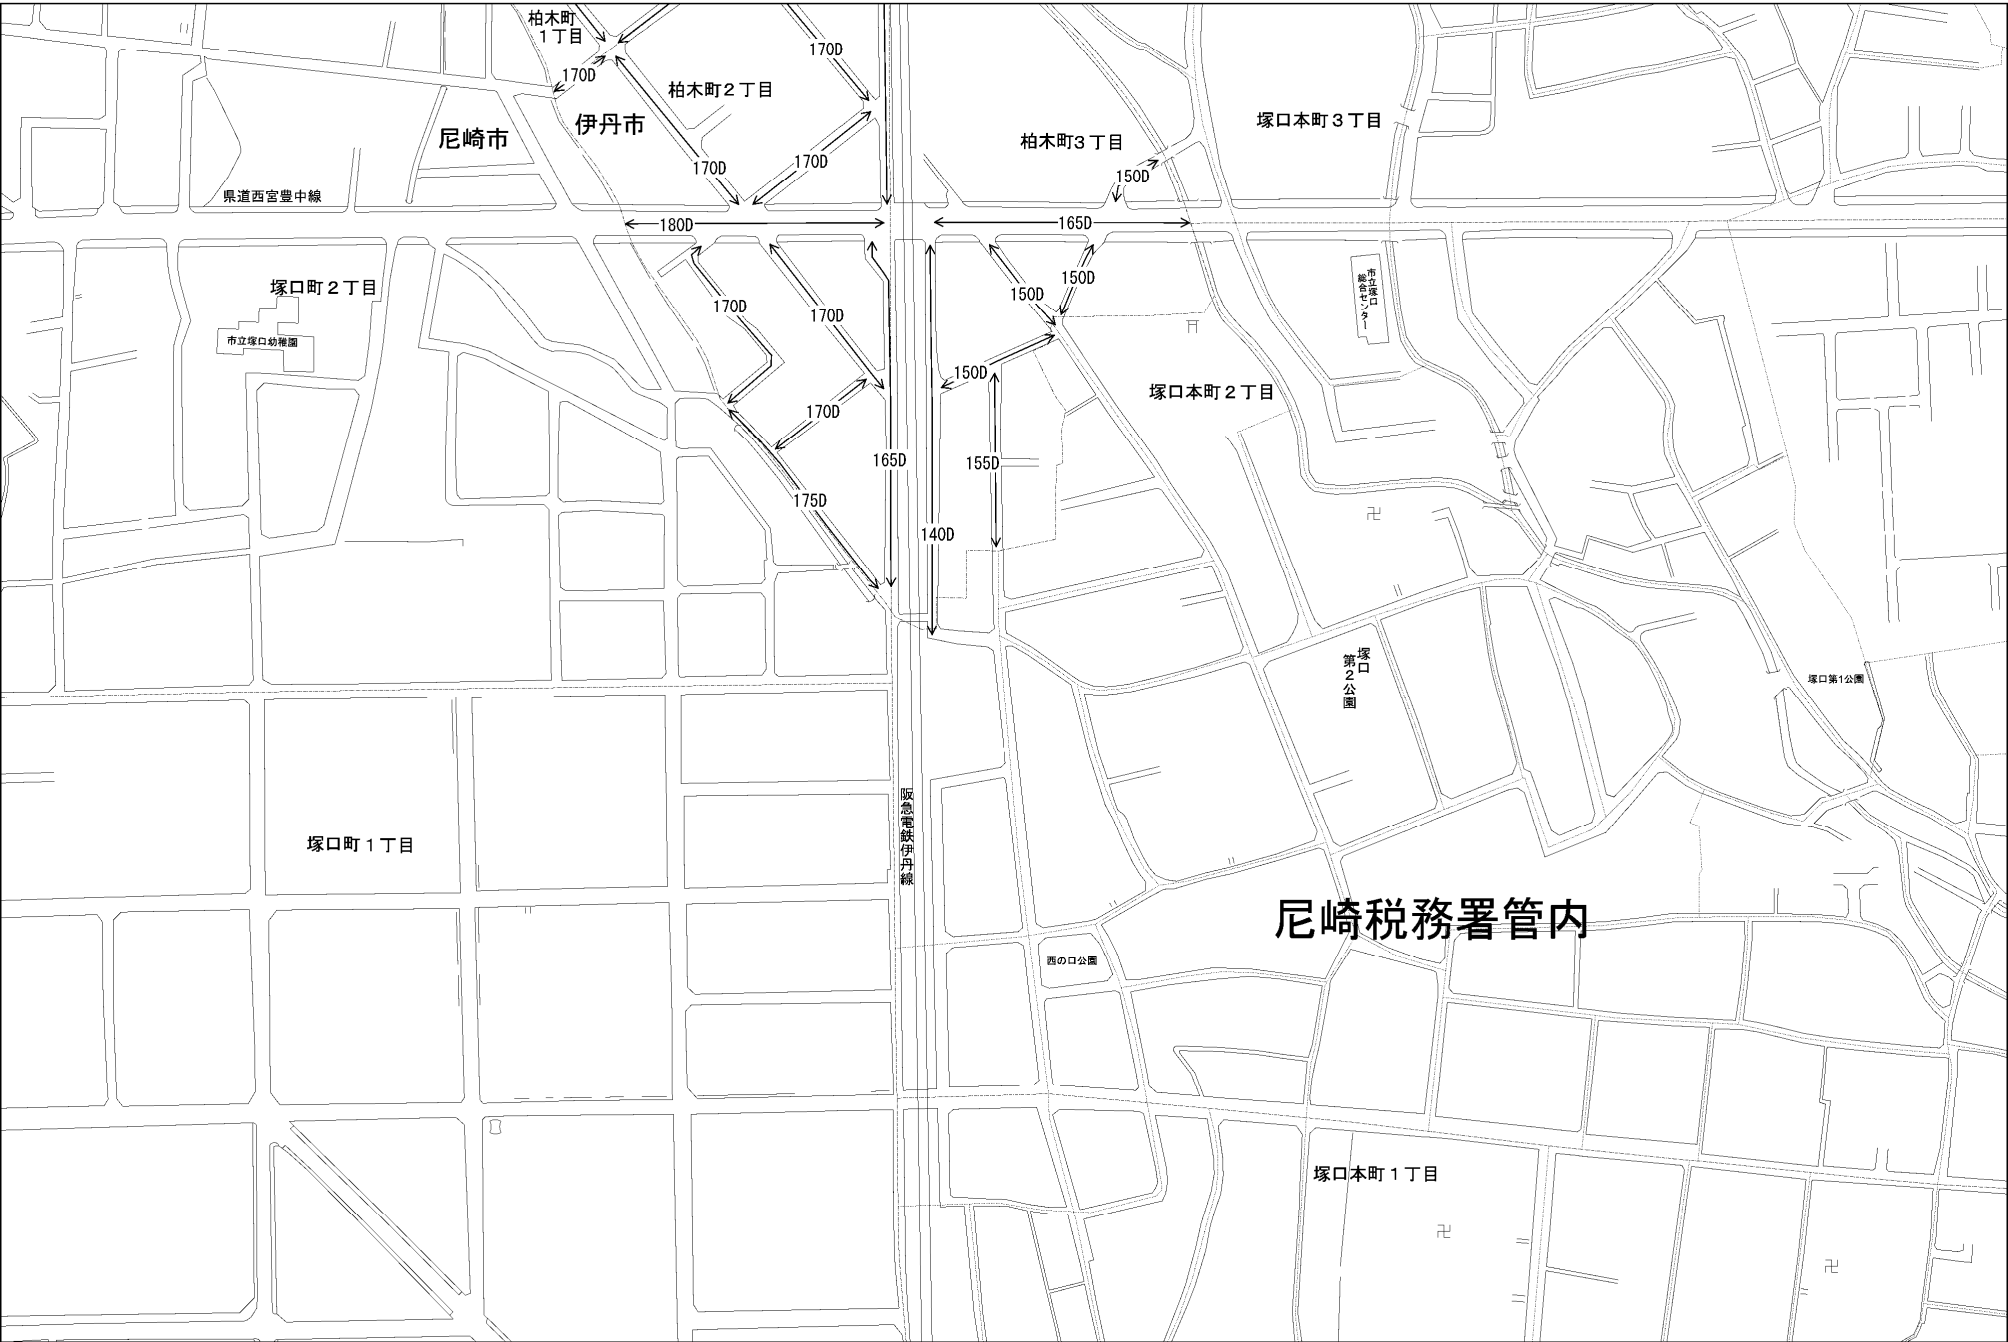 柏木町
１丁目
170D
170D
柏木町２丁目
伊丹市
尼崎市
柏木町3丁目
塚口本町３丁目
170D
170D
150D
県道西宮豊中線
180D
165D
塚口町２丁目
市立塚口幼稚園
170D
170D
150D
150D
市立塚口
総合センター
150D
170D
塚口本町２丁目
165D
155D
175D
140D
塚口
第２公園
塚口第1公園
阪急電鉄伊丹線
塚口町１丁目
尼崎税務署管内
西の口公園
塚口本町１丁目